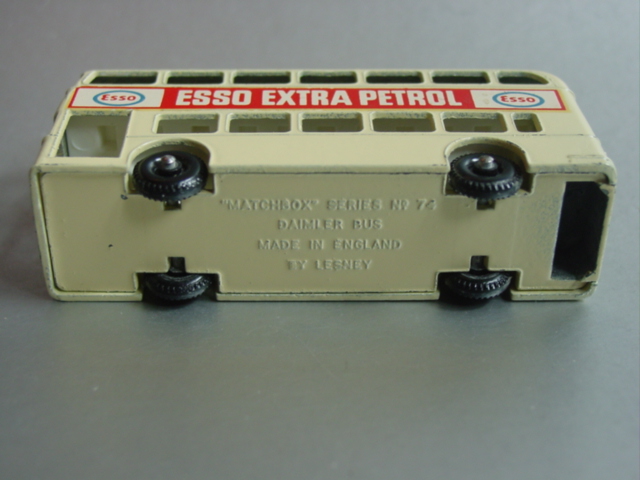 Esso ESSO EXTRA PETROL Esso
"MATCHBOX" SERIES Nº 74
DAIMLER BUS
MADE IN ENGLAND
BY LESNEY